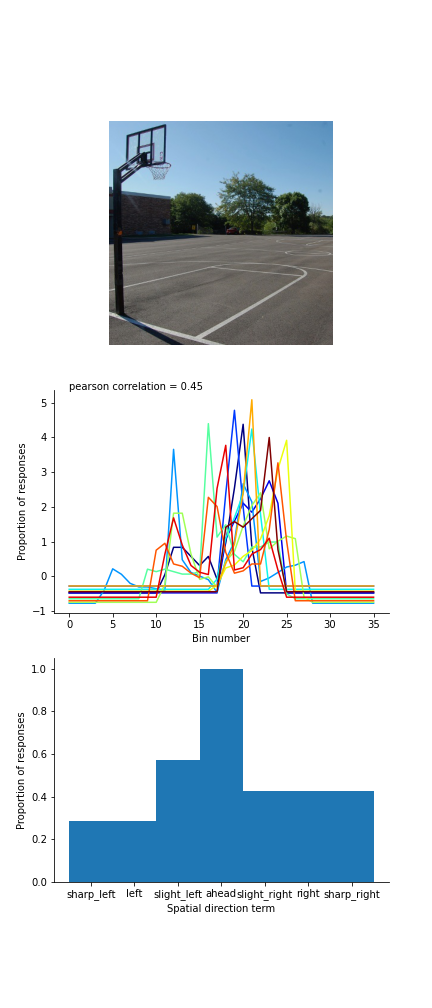 pearson correlation = 0.45
Proportion of responses
5
4
3
2
1
0
−1
0 5 10 15 20 25 30 35
Bin number
Proportion of responses
1.0
0.8
0.6
0.4
0.2
0.0
sharp_left left slight_left ahead slight_right right sharp_right
Spatial direction term